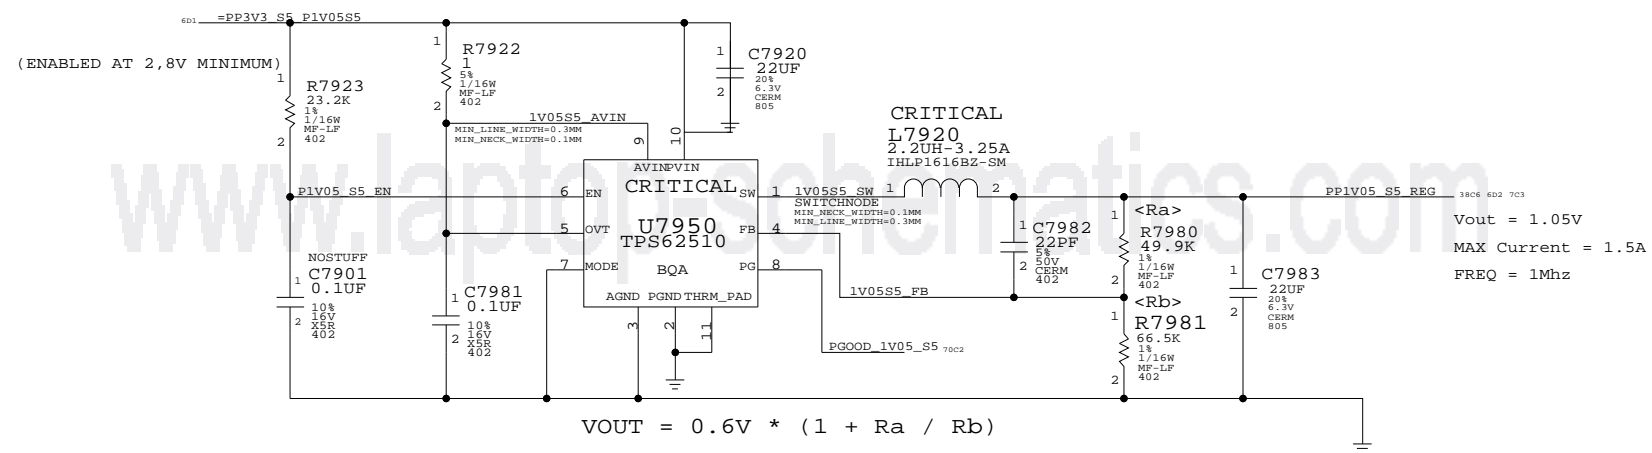 6D1 =PP3V3_S5_P1V05S5
(ENABLED AT 2,8V MINIMUM)
1
R7923
23.2K
1%
1/16W
MF-LF
402
2
1
R7922
1
5%
1/16W
MF-LF
402
2
1
C7920
22UF
20%
6.3V
CERM
805
2
1V05S5_AVIN
MIN_LINE_WIDTH=0.3MM
MIN_NECK_WIDTH=0.1MM
9
10
CRITICAL
L7920
2.2UH-3.25A
IHLP1616BZ-SM
P1V05_S5_EN
6
5
7
AVIN PVIN
CRITICAL
EN
SW
U7950
OVT
FB
TPS62510
MODE
BQA
PG
AGND PGND THRM_PAD
3
2
11
1
4
8
1V05S5_SW
SWITCHNODE
MIN_NECK_WIDTH=0.1MM
MIN_LINE_WIDTH=0.3MM
1
2
PP1V05_S5_REG 38C6 6D2 7C3
Vout = 1.05V
MAX Current = 1.5A
FREQ = 1Mhz
1
C7982
22PF
5%
50V
CERM
402
2
<Ra>
1
R7980
49.9K
1%
1/16W
MF-LF
402
2
1V05S5_FB
<Rb>
1
R7981
66.5K
1%
1/16W
MF-LF
402
2
1
C7983
22UF
20%
6.3V
CERM
805
2
PGOOD_1V05_S5 70C2
NOSTUFF
1
C7901
0.1UF
10%
16V
X5R
402
2
1
C7981
0.1UF
10%
16V
X5R
402
2
VOUT = 0.6V * (1 + Ra / Rb)
www.laptop-schematics.com